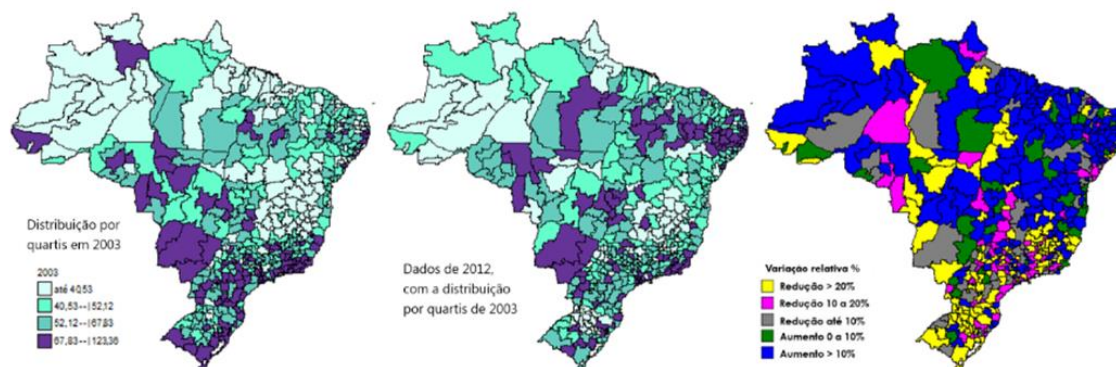 Distribuição por
quartis em 2003
2003
até 40,53
40,53--|52,12
52,12--|67,83
67,83--|123,36
Dados de 2012,
com a distribuição
por quartis de 2003
Variação relativa %
Redução > 20%
Redução 10 a 20%
Redução até 10%
Aumento 0 a 10%
Aumento > 10%